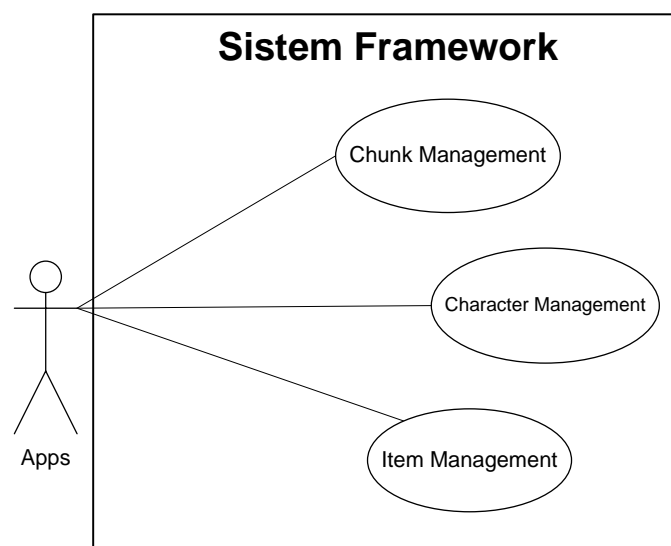 Sistem Framework
Chunk Management
Character Management
Apps
Item Management